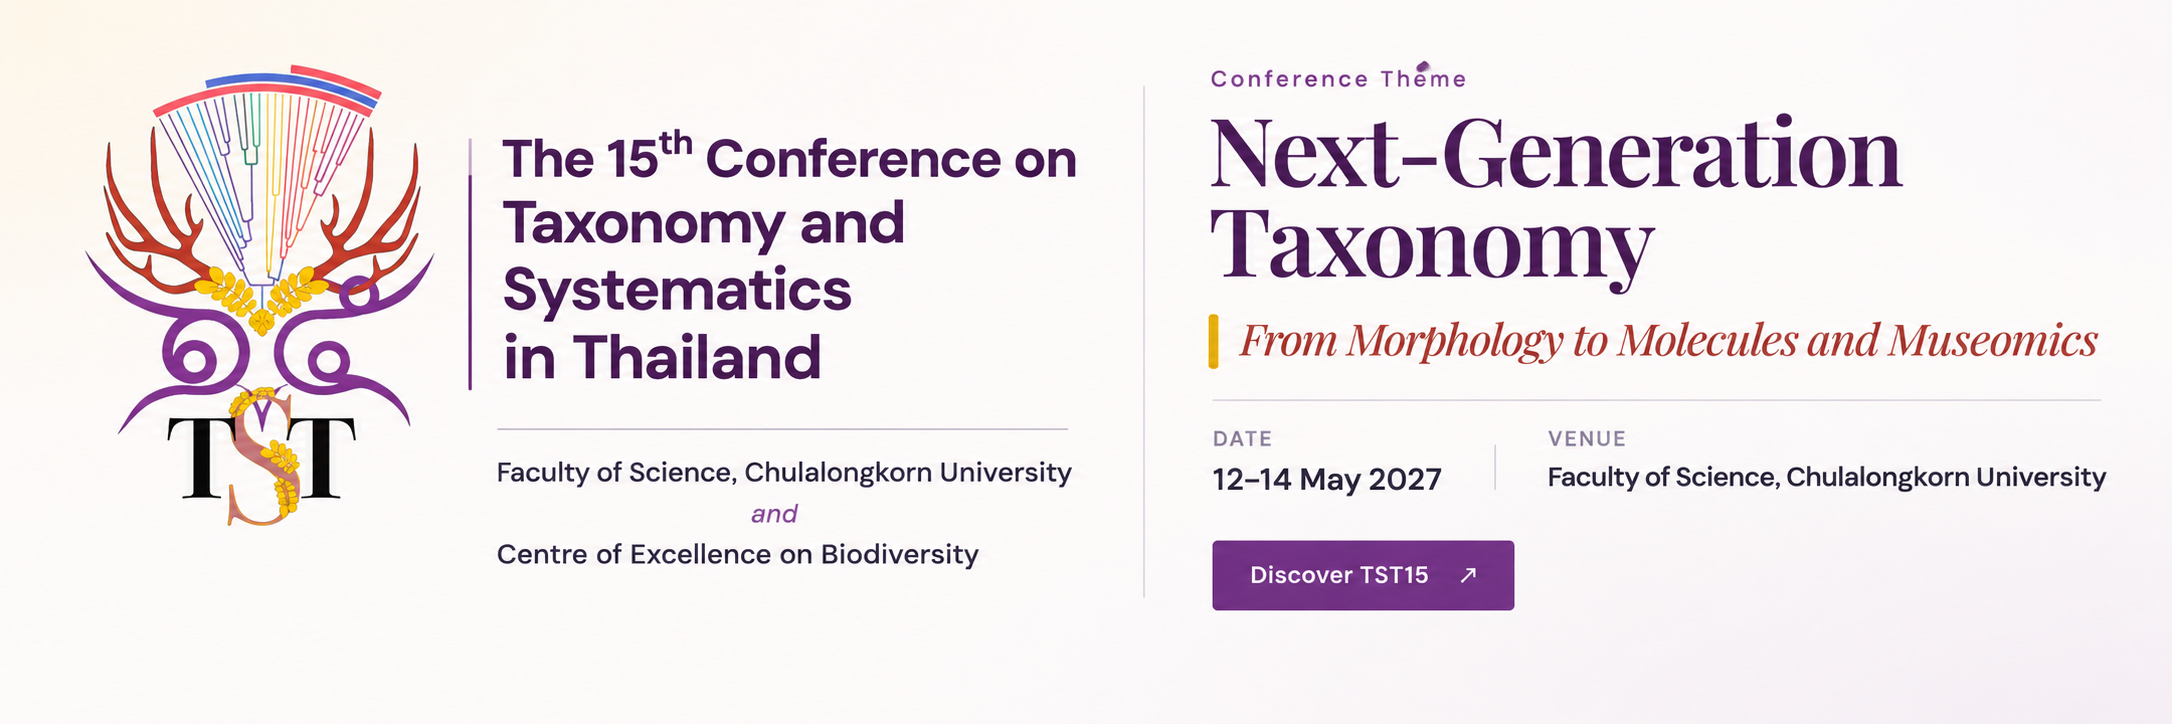 TST
The 15th Conference on
Taxonomy and
Systematics
in Thailand
Faculty of Science, Chulalongkorn University
and
Centre of Excellence on Biodiversity
Conference Theme
Next-Generation
Taxonomy
From Morphology to Molecules and Museomics
DATE
12–14 May 2027
VENUE
Faculty of Science, Chulalongkorn University
Discover TST15 ↗